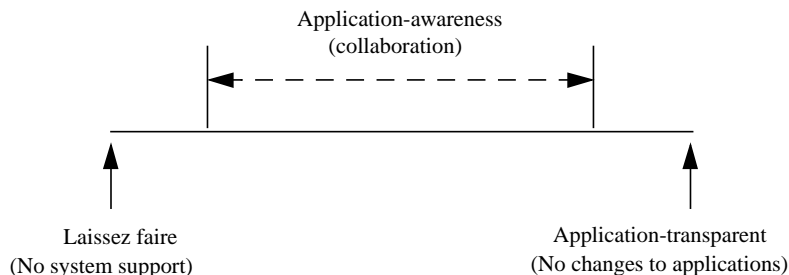 Application-awareness
(collaboration)
Laissez faire
(No system support)
Application-transparent
(No changes to applications)